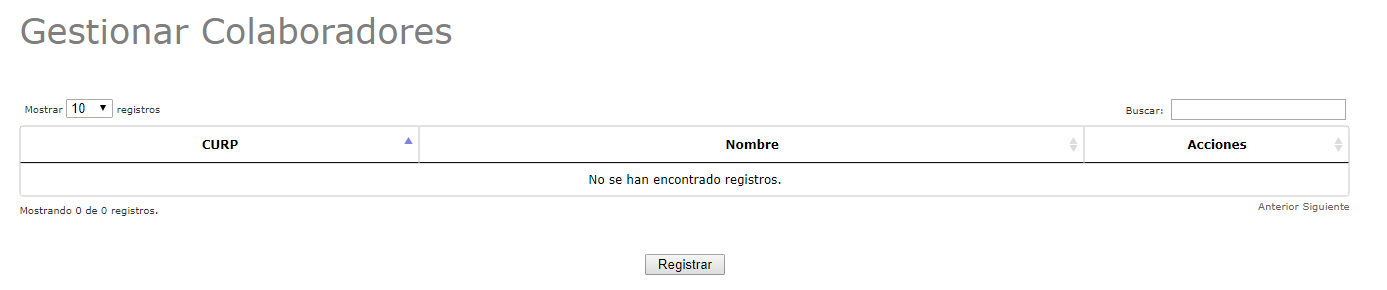 Gestionar Colaboradores
Mostrar 10 registros
Buscar:
CURP Nombre Acciones
No se han encontrado registros.
Mostrando 0 de 0 registros.
Anterior Siguiente
Registrar